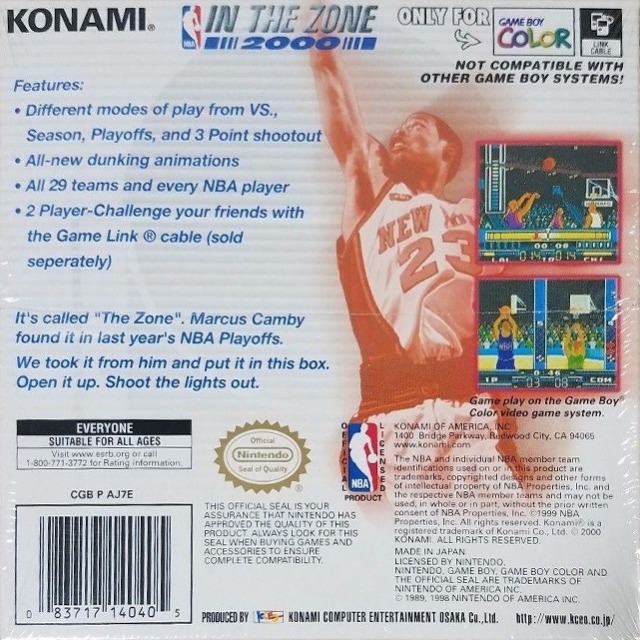 KONAMI®
NBA
IN THE ZONE
2000
ONLY FOR
GAME BOY
COLOR
LINK
CABLE
NOT COMPATIBLE WITH
OTHER GAME BOY SYSTEMS!
Features:
• Different modes of play from VS.,
Season, Playoffs, and 3 Point shootout
• All-new dunking animations
• All 29 teams and every NBA player
• 2 Player-Challenge your friends with
the Game Link ® cable (sold
seperately)
NEW
23
It's called "The Zone". Marcus Camby
found it in last year's NBA Playoffs.
We took it from him and put it in this box.
Open it up. Shoot the lights out.
1P 03 0:46 08 COM
Game play on the Game Boy
Color video game system.
EVERYONE
SUITABLE FOR ALL AGES
Visit www.esrb.org or call
1-800-771-3772 for Rating information.
CGB P AJ7E
0 83717 14040 5
Official
Nintendo
Seal of Quality
THIS OFFICIAL SEAL IS YOUR
ASSURANCE THAT NINTENDO HAS
APPROVED THE QUALITY OF THIS
PRODUCT. ALWAYS LOOK FOR THIS
SEAL WHEN BUYING GAMES AND
ACCESSORIES TO ENSURE
COMPLETE COMPATIBILITY.
OFFICIAL
LICENSED
NBA
PRODUCT
KONAMI OF AMERICA, INC
1400 Bridge Parkway, Redwood City, CA 94065
www.konami.com
The NBA and individual NBA member team
identifications used on or in this product are
trademarks, copyrighted designs and other forms
of intellectual property of NBA Properties, Inc. and
the respective NBA member teams and may not be
used, in whole or in part, without the prior written
consent of NBA Properties, Inc. ©1999 NBA
Properties, Inc. All rights reserved. Konami® is a
registered trademark of Konami Co., Ltd. © 2000
KONAMI. ALL RIGHTS RESERVED.
MADE IN JAPAN
LICENSED BY NINTENDO.
NINTENDO, GAME BOY, GAME BOY COLOR AND
THE OFFICIAL SEAL ARE TRADEMARKS OF
NINTENDO OF AMERICA INC.
© 1989, 1998 NINTENDO OF AMERICA INC.
PRODUCED BY KCEO KONAMI COMPUTER ENTERTAINMENT OSAKA Co.,Ltd. http://www.kceo.co.jp/